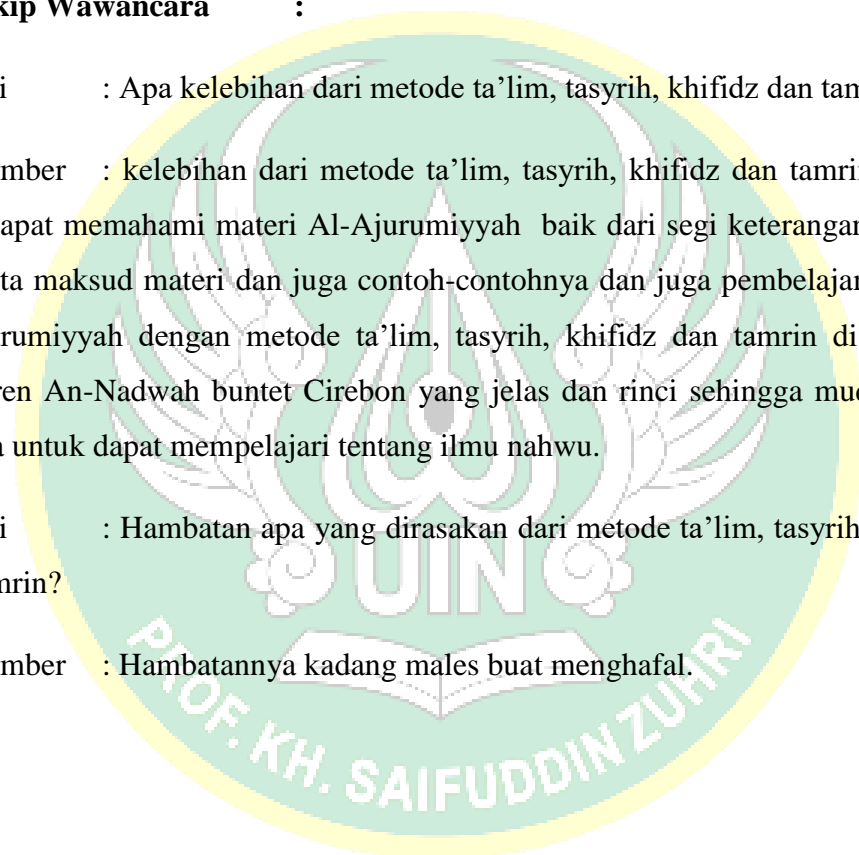 kip Wawancara :
i : Apa kelebihan dari metode ta’lim, tasyrih, khifidz dan tam
mber : kelebihan dari metode ta’lim, tasyrih, khifidz dan tamrin
apat memahami materi Al-Ajurumiyyah baik dari segi keterangan
ta maksud materi dan juga contoh-contohnya dan juga pembelajar
rumiyyah dengan metode ta’lim, tasyrih, khifidz dan tamrin di
ren An-Nadwah buntet Cirebon yang jelas dan rinci sehingga mud
a untuk dapat mempelajari tentang ilmu nahwu.
i : Hambatan apa yang dirasakan dari metode ta’lim, tasyrih
mrin?
mber : Hambatannya kadang males buat menghafal.
UIN
PROF. KH. SAIFUDDIN ZUHRI